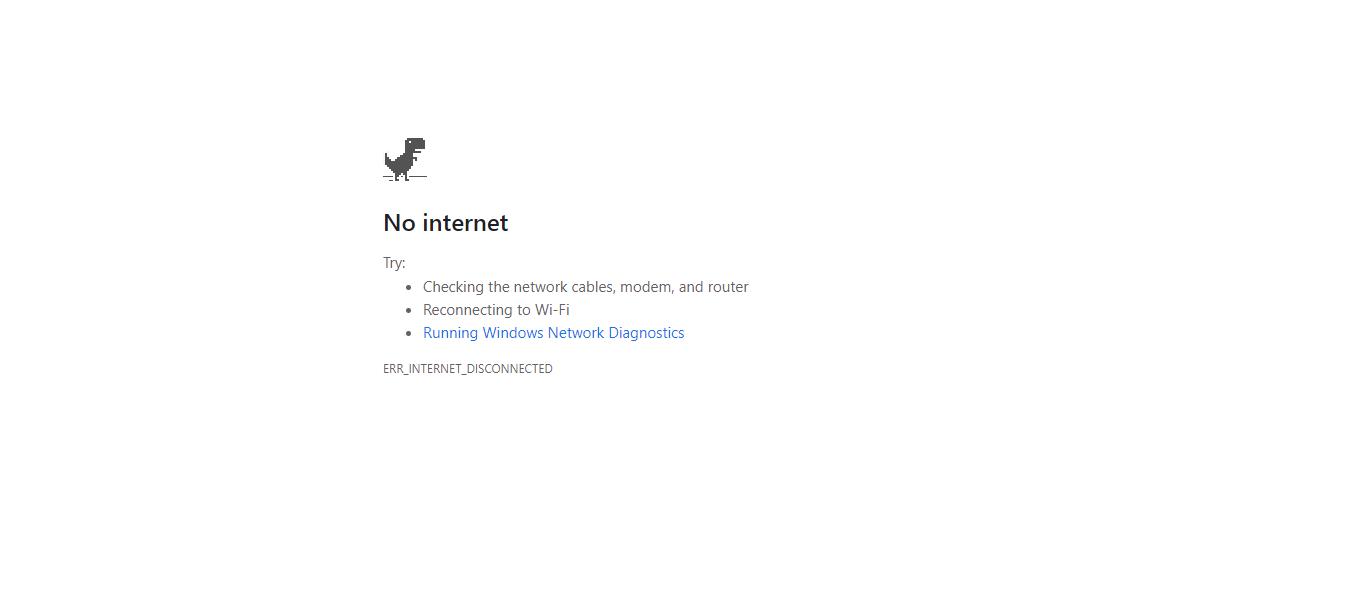 No internet
Try:
Checking the network cables, modem, and router
Reconnecting to Wi-Fi
Running Windows Network Diagnostics
ERR_INTERNET_DISCONNECTED